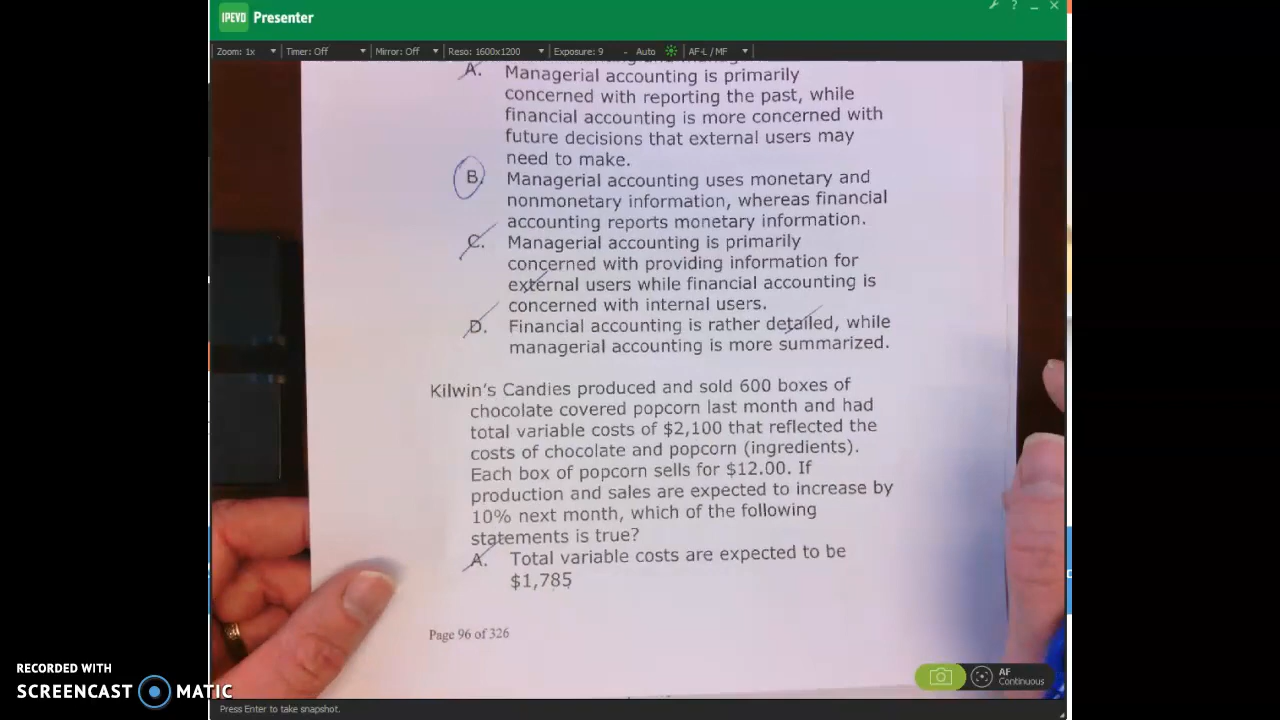 IPEVO Presenter
Zoom: 1x Timer: Off Mirror: Off Reso: 1600x1200 Exposure: 9 - Auto AF-L / MF
A. Managerial accounting is primarily
concerned with reporting the past, while
financial accounting is more concerned with
future decisions that external users may
need to make.
B. Managerial accounting uses monetary and
nonmonetary information, whereas financial
accounting reports monetary information.
C. Managerial accounting is primarily
concerned with providing information for
external users while financial accounting is
concerned with internal users.
D. Financial accounting is rather detailed, while
managerial accounting is more summarized.
Kilwin's Candies produced and sold 600 boxes of
chocolate covered popcorn last month and had
total variable costs of $2,100 that reflected the
costs of chocolate and popcorn (ingredients).
Each box of popcorn sells for $12.00. If
production and sales are expected to increase by
10% next month, which of the following
statements is true?
A. Total variable costs are expected to be
$1,785
Page 96 of 326
AF
Continuous
RECORDED WITH
SCREENCAST MATIC
Press Enter to take snapshot.